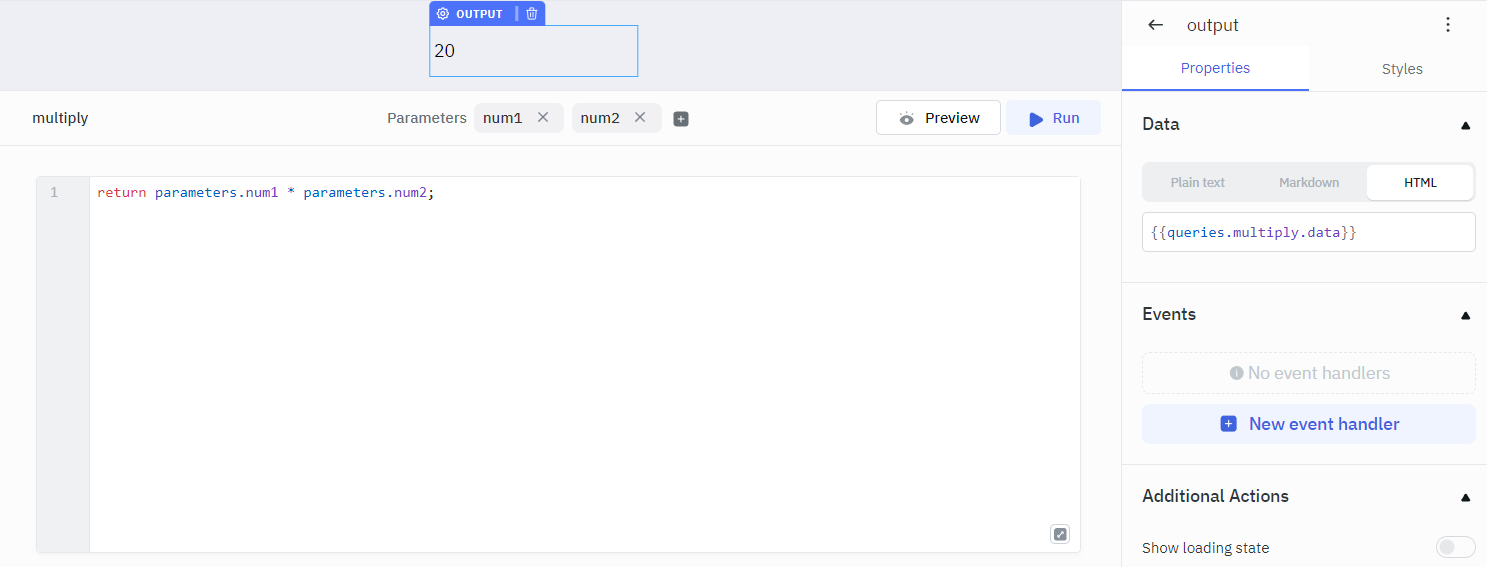 OUTPUT
20
multiply
Parameters num1 num2
Preview
Run
1 return parameters.num1 * parameters.num2;
output
Properties Styles
Data
Plain text Markdown HTML
{{queries.multiply.data}}
Events
No event handlers
New event handler
Additional Actions
Show loading state